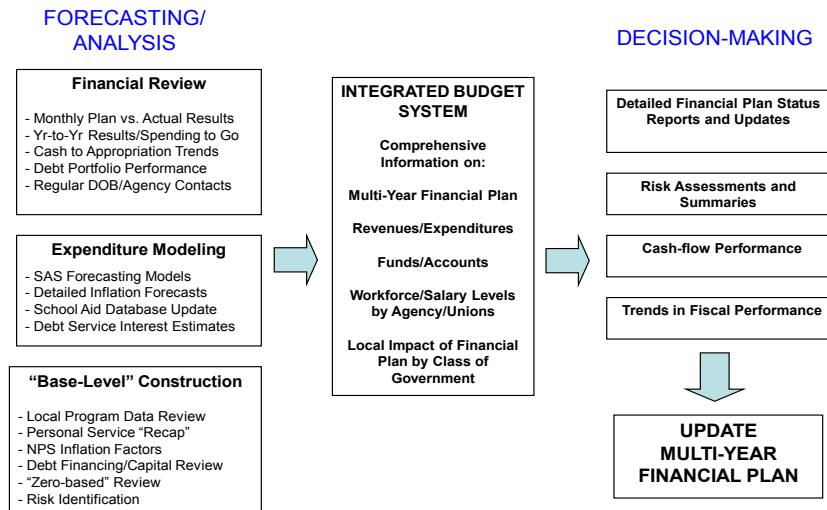 FORECASTING/
ANALYSIS
Financial Review
- Monthly Plan vs. Actual Results
- Yr-to-Yr Results/Spending to Go
- Cash to Appropriation Trends
- Debt Portfolio Performance
- Regular DOB/Agency Contacts
Expenditure Modeling
- SAS Forecasting Models
- Detailed Inflation Forecasts
- School Aid Database Update
- Debt Service Interest Estimates
“Base-Level” Construction
- Local Program Data Review
- Personal Service “Recap”
- NPS Inflation Factors
- Debt Financing/Capital Review
- “Zero-based” Review
- Risk Identification
INTEGRATED BUDGET
SYSTEM
Comprehensive
Information on:
Multi-Year Financial Plan
Revenues/Expenditures
Funds/Accounts
Workforce/Salary Levels
by Agency/Unions
Local Impact of Financial
Plan by Class of
Government
DECISION-MAKING
Detailed Financial Plan Status
Reports and Updates
Risk Assessments and
Summaries
Cash-flow Performance
Trends in Fiscal Performance
UPDATE
MULTI-YEAR
FINANCIAL PLAN